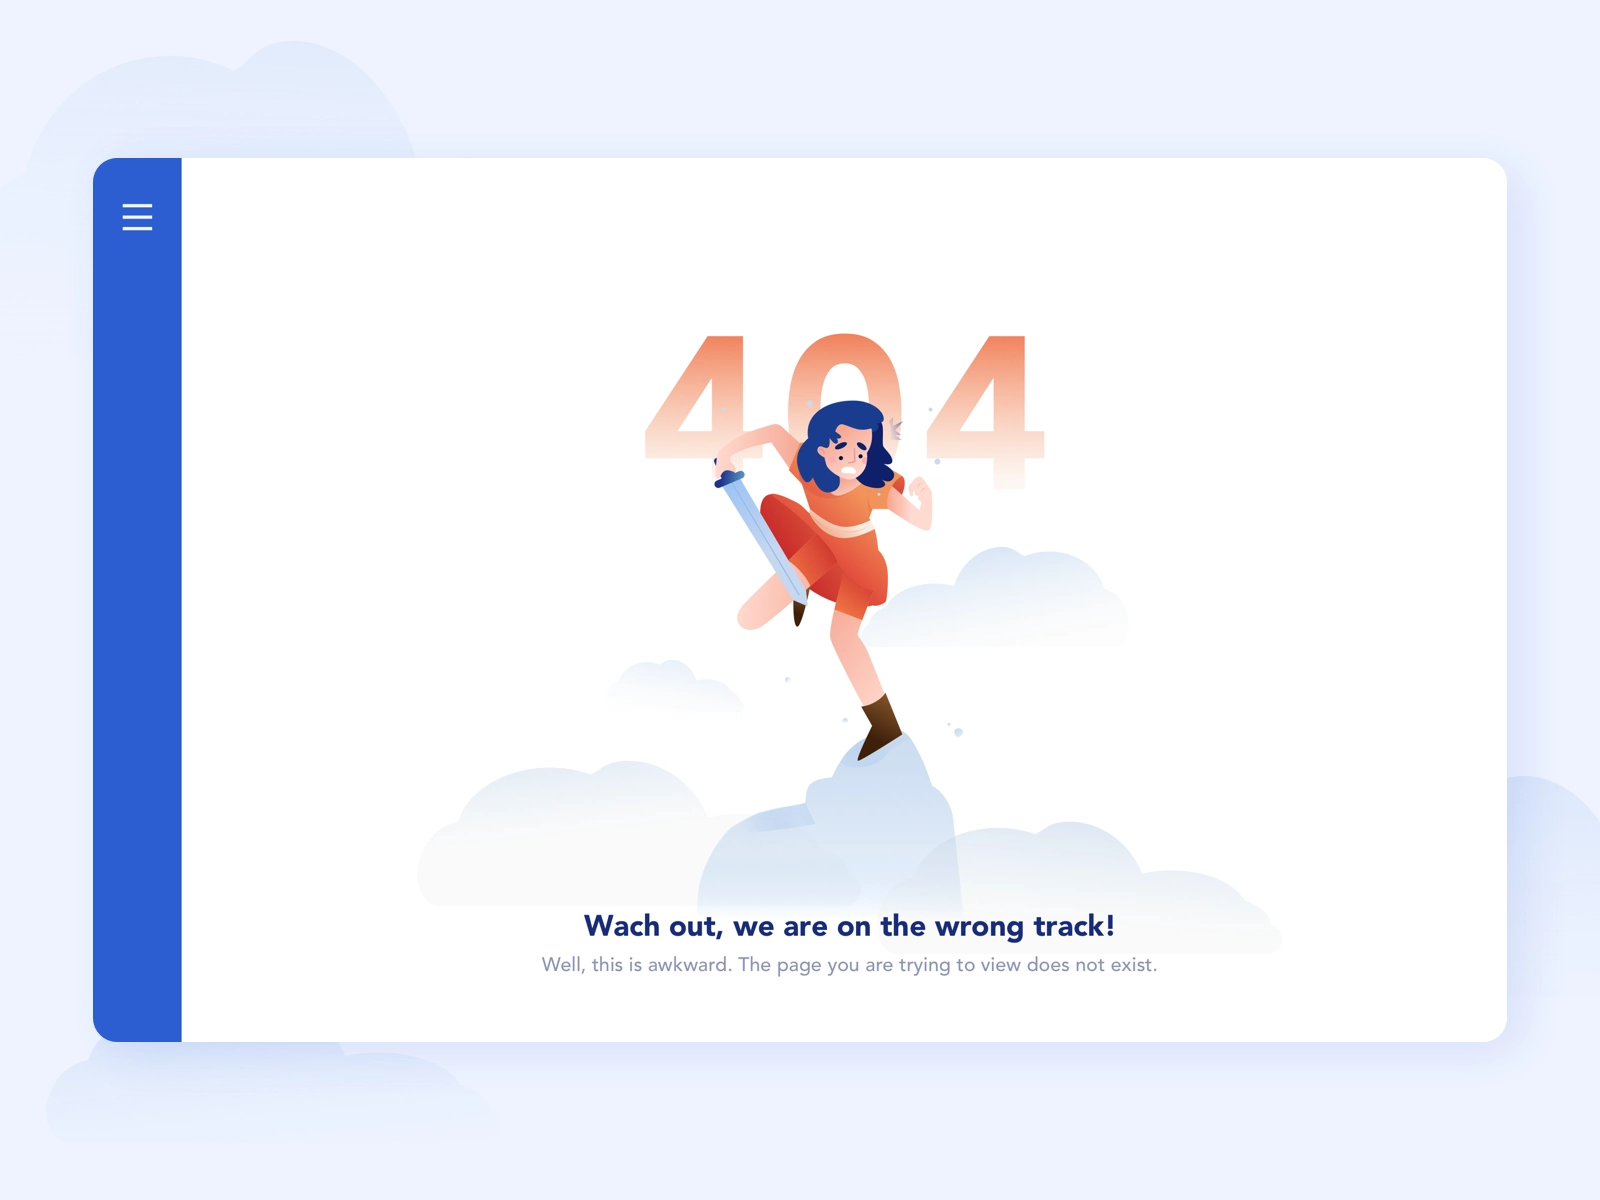 404
Wach out, we are on the wrong track!
Well, this is awkward. The page you are trying to view does not exist.